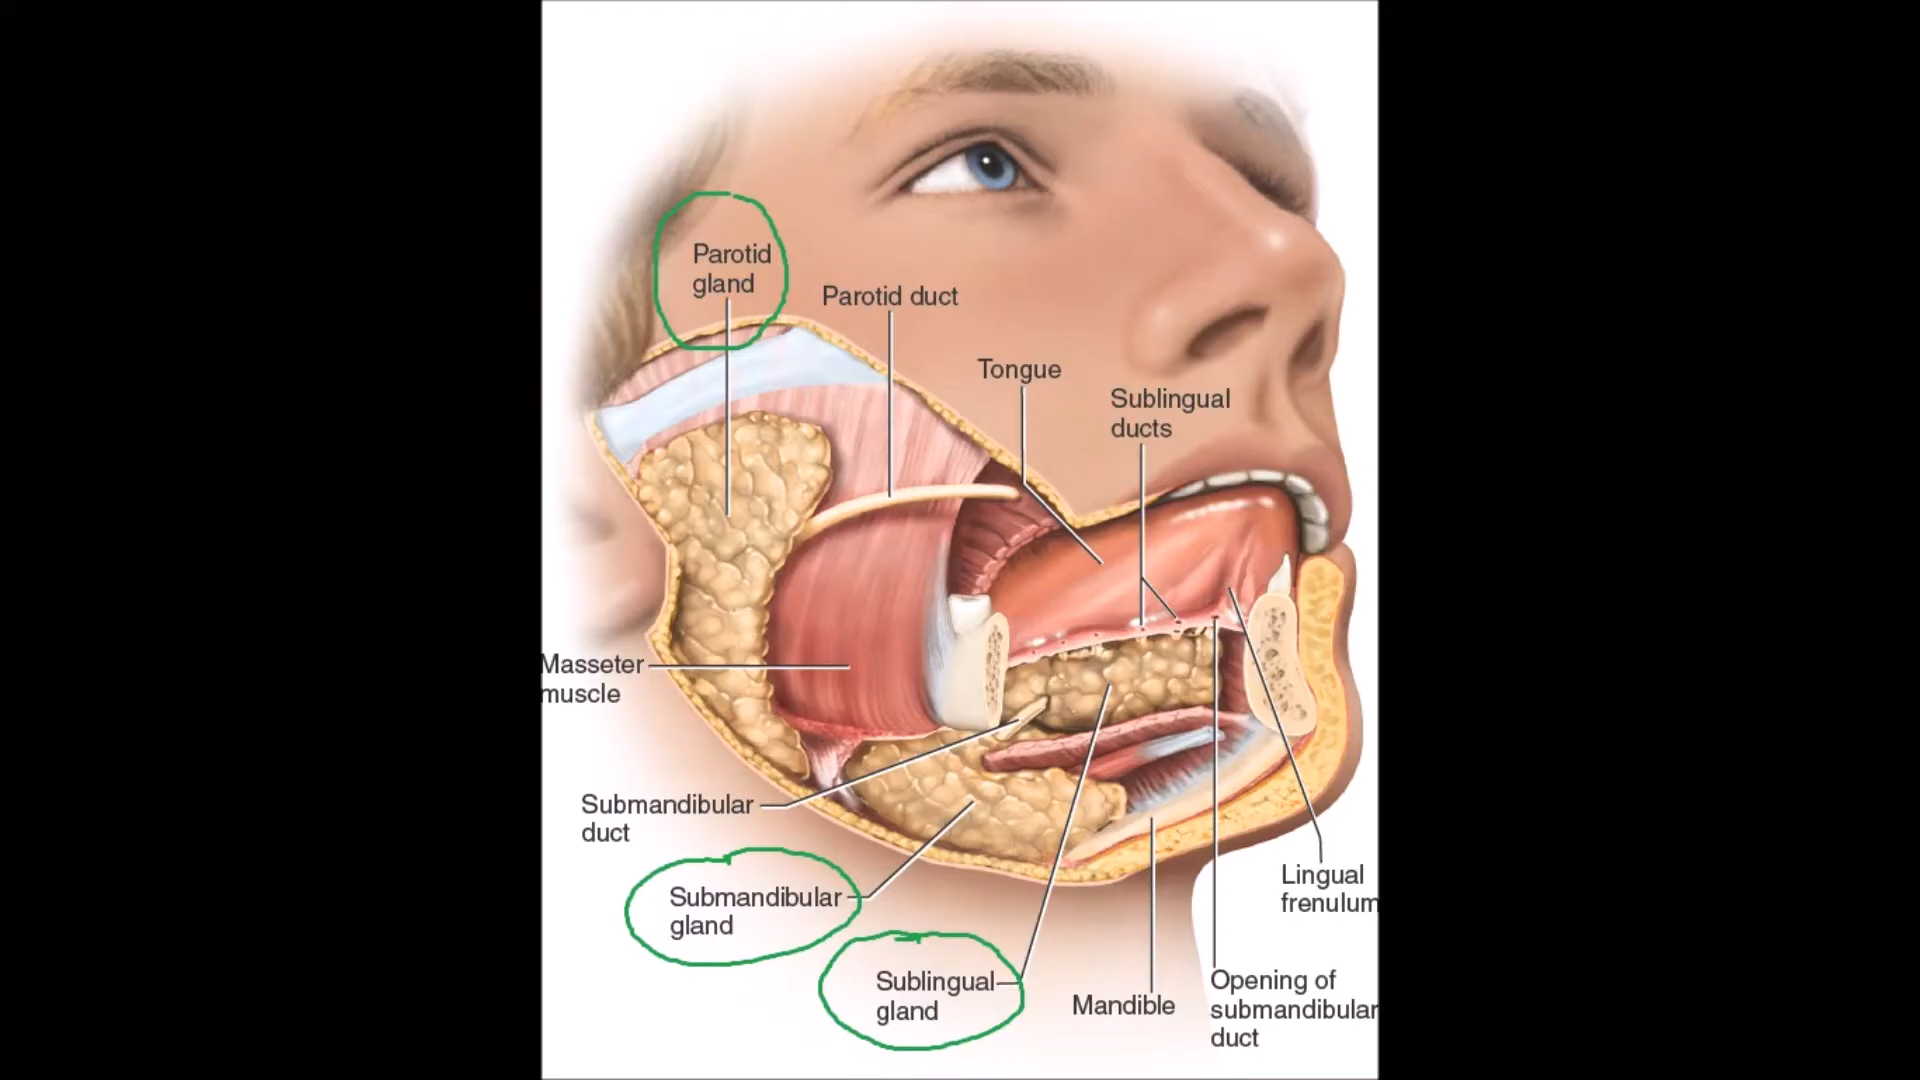 Parotid
gland
Parotid duct
Tongue
Sublingual
ducts
Masseter
muscle
Submandibular
duct
Submandibular
gland
Sublingual
gland
Mandible
Lingual
frenulum
Opening of
submandibular
duct